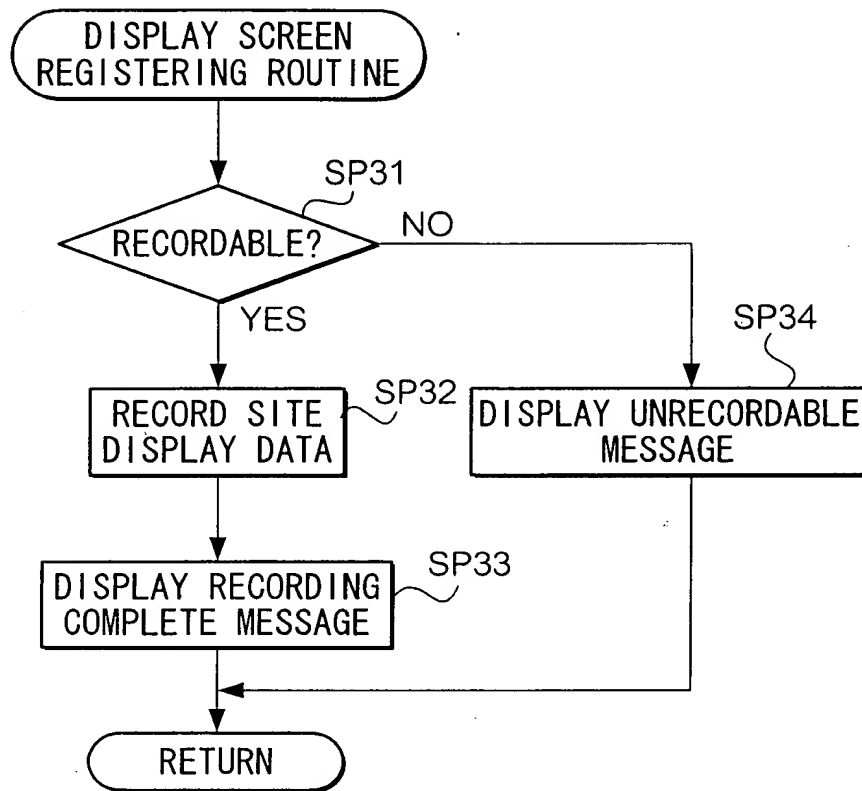 DISPLAY SCREEN
REGISTERING ROUTINE
SP31
RECORDABLE?
NO
YES
SP34
SP32
RECORD SITE
DISPLAY DATA
DISPLAY UNRECORDABLE
MESSAGE
SP33
DISPLAY RECORDING
COMPLETE MESSAGE
RETURN